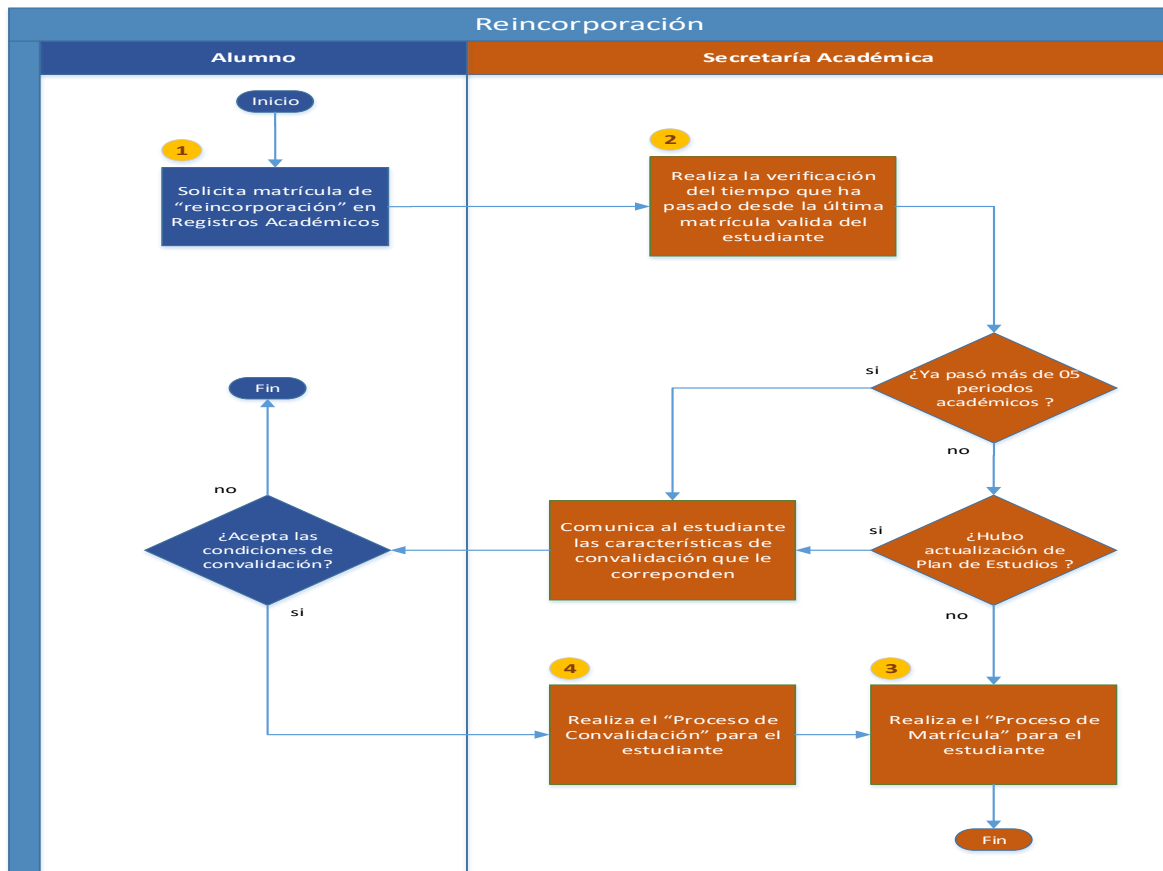 Reincorporación
Alumno
Secretaría Académica
Inicio
1
Solicita matrícula de
“reincorporación” en
Registros Académicos
2
Realiza la verificación
del tiempo que ha
pasado desde la última
matrícula valida del
estudiante
si
¿Ya pasó más de 05
periodos
académicos ?
no
Fin
no
¿Acepta las
condiciones de
convalidación?
si
Comunica al estudiante
las características de
convalidación que le
correponden
si
¿Hubo
actualización de
Plan de Estudios ?
no
4
Realiza el “Proceso de
Convalidación” para el
estudiante
3
Realiza el “Proceso de
Matrícula” para el
estudiante
Fin